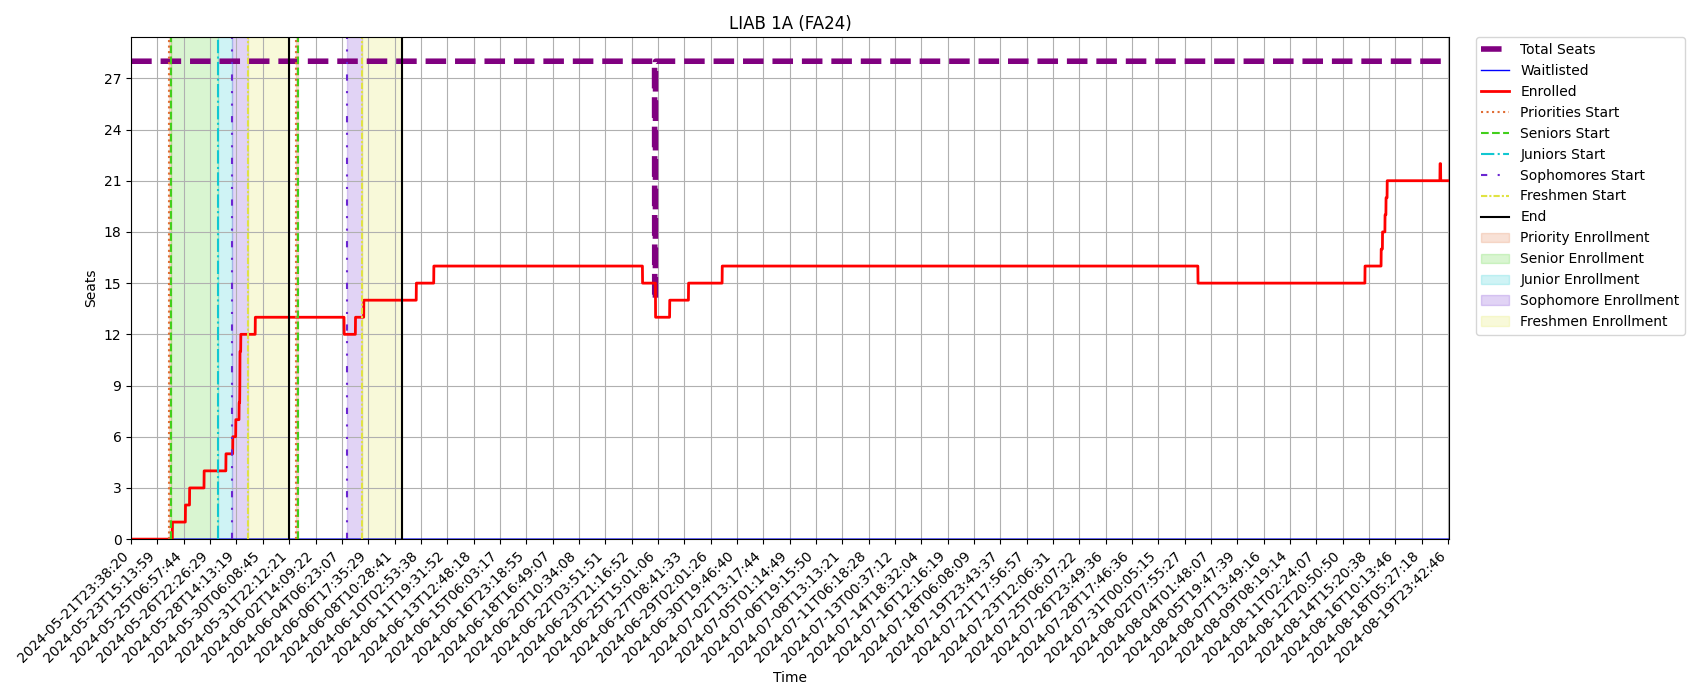 LIAB 1A (FA24)
Total Seats
Waitlisted
Enrolled
Priorities Start
Seniors Start
Juniors Start
Sophomores Start
Freshmen Start
End
Priority Enrollment
Senior Enrollment
Junior Enrollment
Sophomore Enrollment
Freshmen Enrollment
Seats
27
24
21
18
15
12
9
6
3
0
2024-05-21T23:38:20
2024-05-23T15:13:59
2024-05-25T06:57:44
2024-05-26T22:26:29
2024-05-28T14:13:19
2024-05-30T06:08:45
2024-05-31T22:12:21
2024-06-02T14:09:22
2024-06-04T06:23:07
2024-06-06T17:35:29
2024-06-08T10:28:41
2024-06-10T02:53:38
2024-06-11T19:31:52
2024-06-13T12:48:18
2024-06-15T06:03:17
2024-06-16T23:18:55
2024-06-18T16:49:07
2024-06-20T10:34:08
2024-06-22T03:51:51
2024-06-23T21:16:52
2024-06-25T15:01:06
2024-06-27T08:41:33
2024-06-29T02:01:26
2024-06-30T19:46:40
2024-07-02T13:17:44
2024-07-05T01:14:49
2024-07-06T19:15:50
2024-07-08T13:13:21
2024-07-11T06:18:28
2024-07-13T00:37:12
2024-07-14T18:32:04
2024-07-16T12:16:19
2024-07-18T06:08:09
2024-07-19T23:43:37
2024-07-21T17:56:57
2024-07-23T12:06:31
2024-07-25T06:07:22
2024-07-26T23:49:36
2024-07-28T17:46:36
2024-07-31T00:05:15
2024-08-02T07:55:27
2024-08-04T01:48:07
2024-08-05T19:47:39
2024-08-07T13:49:16
2024-08-09T08:19:14
2024-08-11T02:24:07
2024-08-12T20:50:50
2024-08-14T15:20:38
2024-08-16T10:13:46
2024-08-18T05:27:18
2024-08-19T23:42:46
Time